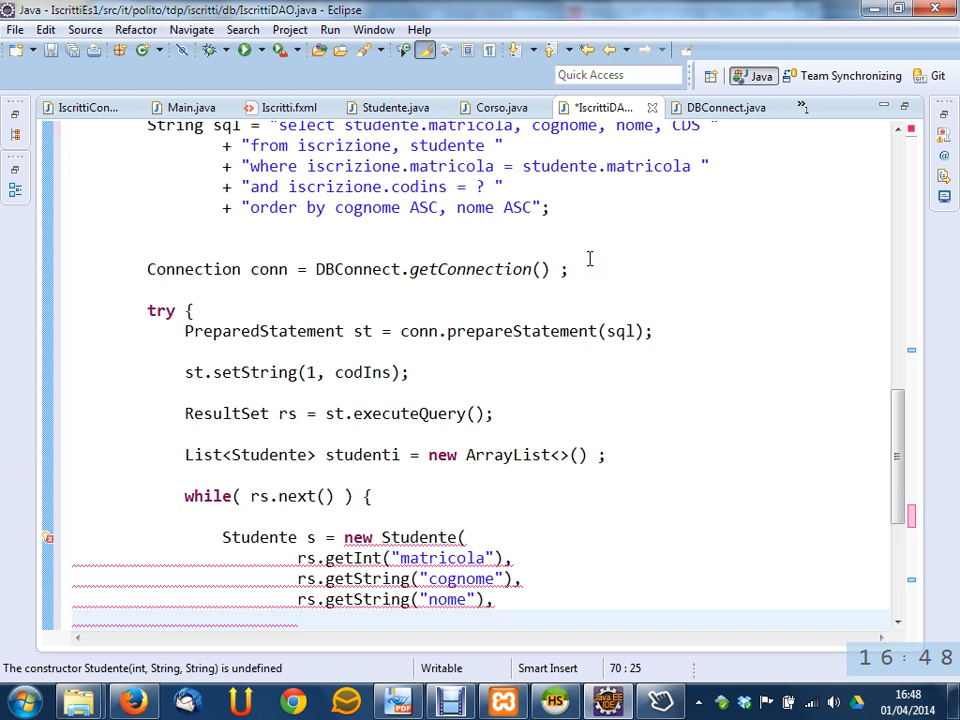 Java - IscrittiEs1/src/it/polito/tdp/iscritti/db/IscrittiDAO.java - Eclipse
File Edit Source Refactor Navigate Search Project Run Window Help
Quick Access
Java Team Synchronizing Git
IscrittiCon... Main.java Iscritti.fxml Studente.java Corso.java *IscrittiDA... DBConnect.java »1
String sql = "select studente.matricola, cognome, nome, CDS "
+ "from iscrizione, studente "
+ "where iscrizione.matricola = studente.matricola "
+ "and iscrizione.codins = ? "
+ "order by cognome ASC, nome ASC";
Connection conn = DBConnect.getConnection() ;
try {
PreparedStatement st = conn.prepareStatement(sql);
st.setString(1, codIns);
ResultSet rs = st.executeQuery();
List<Studente> studenti = new ArrayList<>() ;
while( rs.next() ) {
Studente s = new Studente(
rs.getInt("matricola"),
rs.getString("cognome"),
rs.getString("nome"),
The constructor Studente(int, String, String) is undefined Writable Smart Insert 70 : 25
16:48
PDF
HS
Java EE
IDE
16:48
01/04/2014